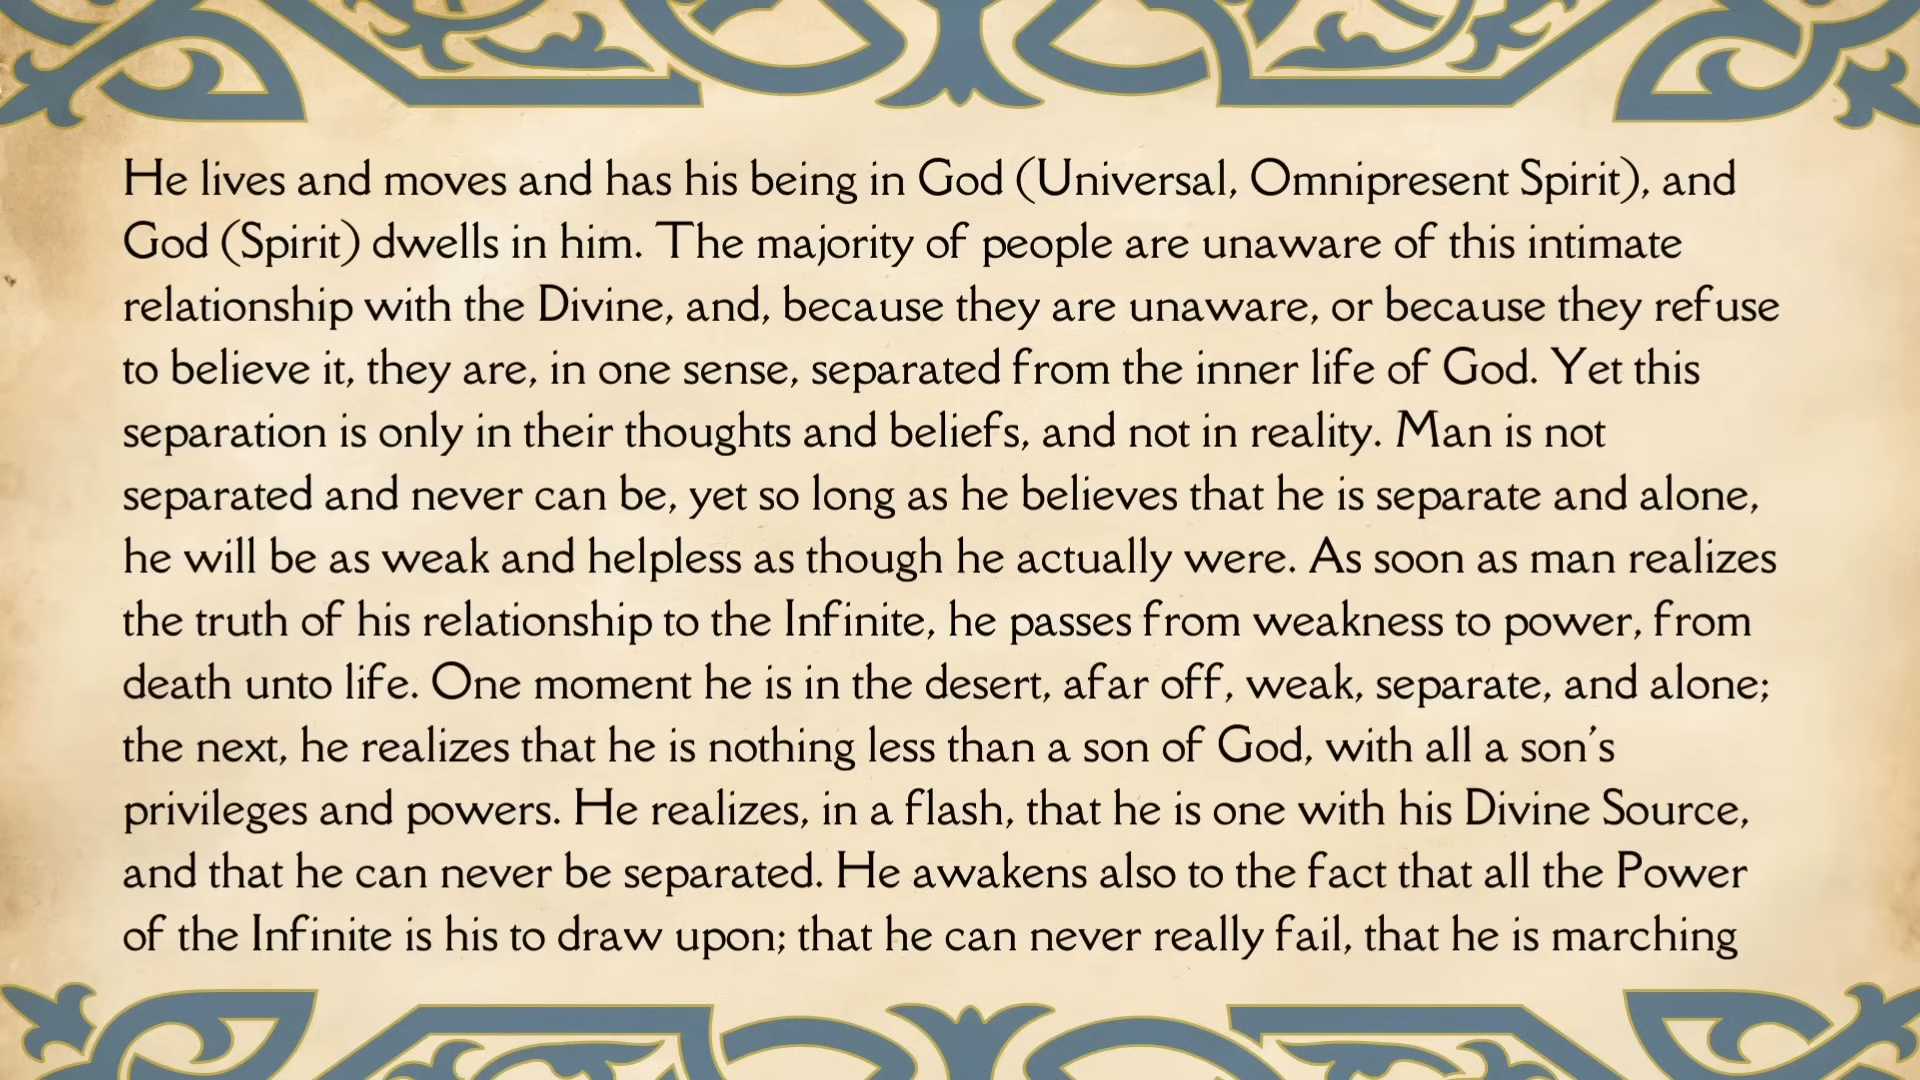 He lives and moves and has his being in God (Universal, Omnipresent Spirit), and
God (Spirit) dwells in him. The majority of people are unaware of this intimate
relationship with the Divine, and, because they are unaware, or because they refuse
to believe it, they are, in one sense, separated from the inner life of God. Yet this
separation is only in their thoughts and beliefs, and not in reality. Man is not
separated and never can be, yet so long as he believes that he is separate and alone,
he will be as weak and helpless as though he actually were. As soon as man realizes
the truth of his relationship to the Infinite, he passes from weakness to power, from
death unto life. One moment he is in the desert, afar off, weak, separate, and alone;
the next, he realizes that he is nothing less than a son of God, with all a son's
privileges and powers. He realizes, in a flash, that he is one with his Divine Source,
and that he can never be separated. He awakens also to the fact that all the Power
of the Infinite is his to draw upon; that he can never really fail, that he is marching